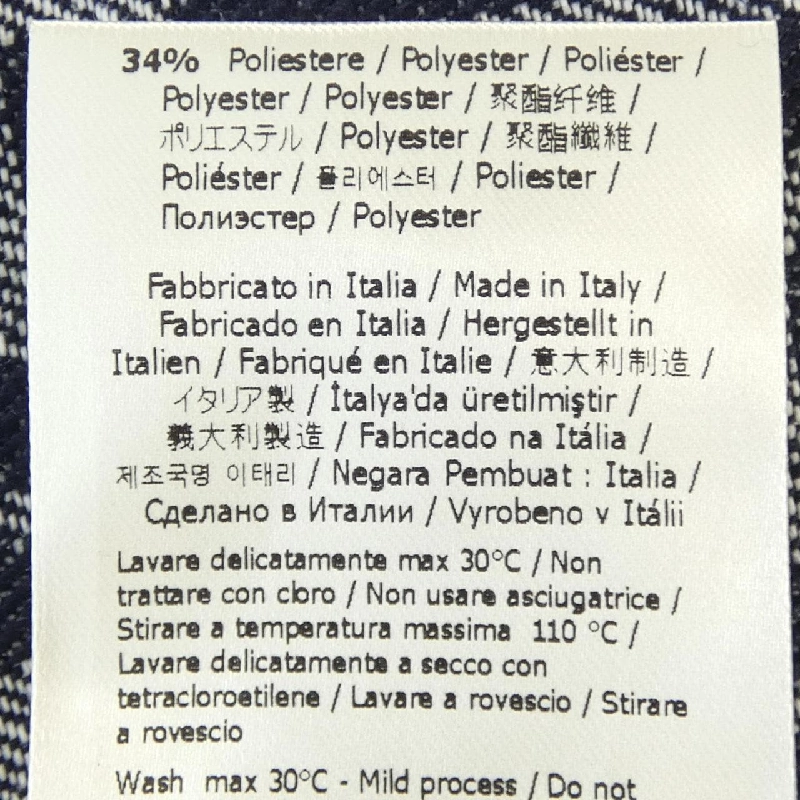 34% Poliestere / Polyester / Poliéster /
Polyester / Polyester / 聚酯纤维 /
ポリエステル / Polyester / 聚酯纖維 /
Poliéster / 폴리에스터 / Poliester /
Полиэстер / Polyester
Fabbricato in Italia / Made in Italy /
Fabricado en Italia / Hergestellt in
Italien / Fabriqué en Italie / 意大利制造 /
イタリア製 / İtalya'da üretilmiştir /
義大利製造 / Fabricado na Itália /
제조국명 이태리 / Negara Pembuat : Italia /
Сделано в Италии / Vyrobeno v Itálii
Lavare delicatamente max 30°C / Non
trattare con cloro / Non usare asciugatrice /
Stirare a temperatura massima 110 °C /
Lavare delicatamente a secco con
tetracloroetilene / Lavare a rovescio / Stirare
a rovescio
Wash max 30°C - Mild process / Do not